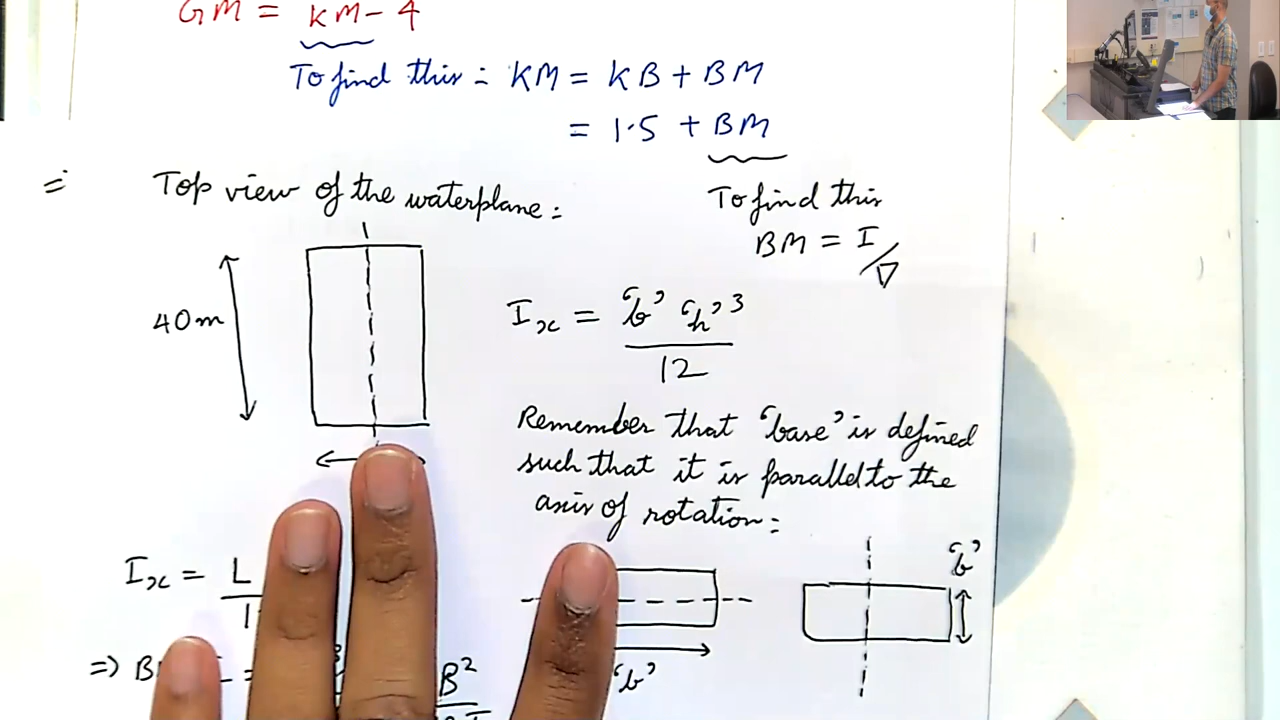 GM = KM - 4
To find this : KM = KB + BM
= 1.5 + BM
⇒ Top view of the waterplane :
To find this
BM = I/∇
40m
Ix = 'b' 'h'³
12
Remember that 'base' is defined
such that it is parallel to the
axis of rotation :
Ix = L
'b'
'b'
⇒ B
= B²